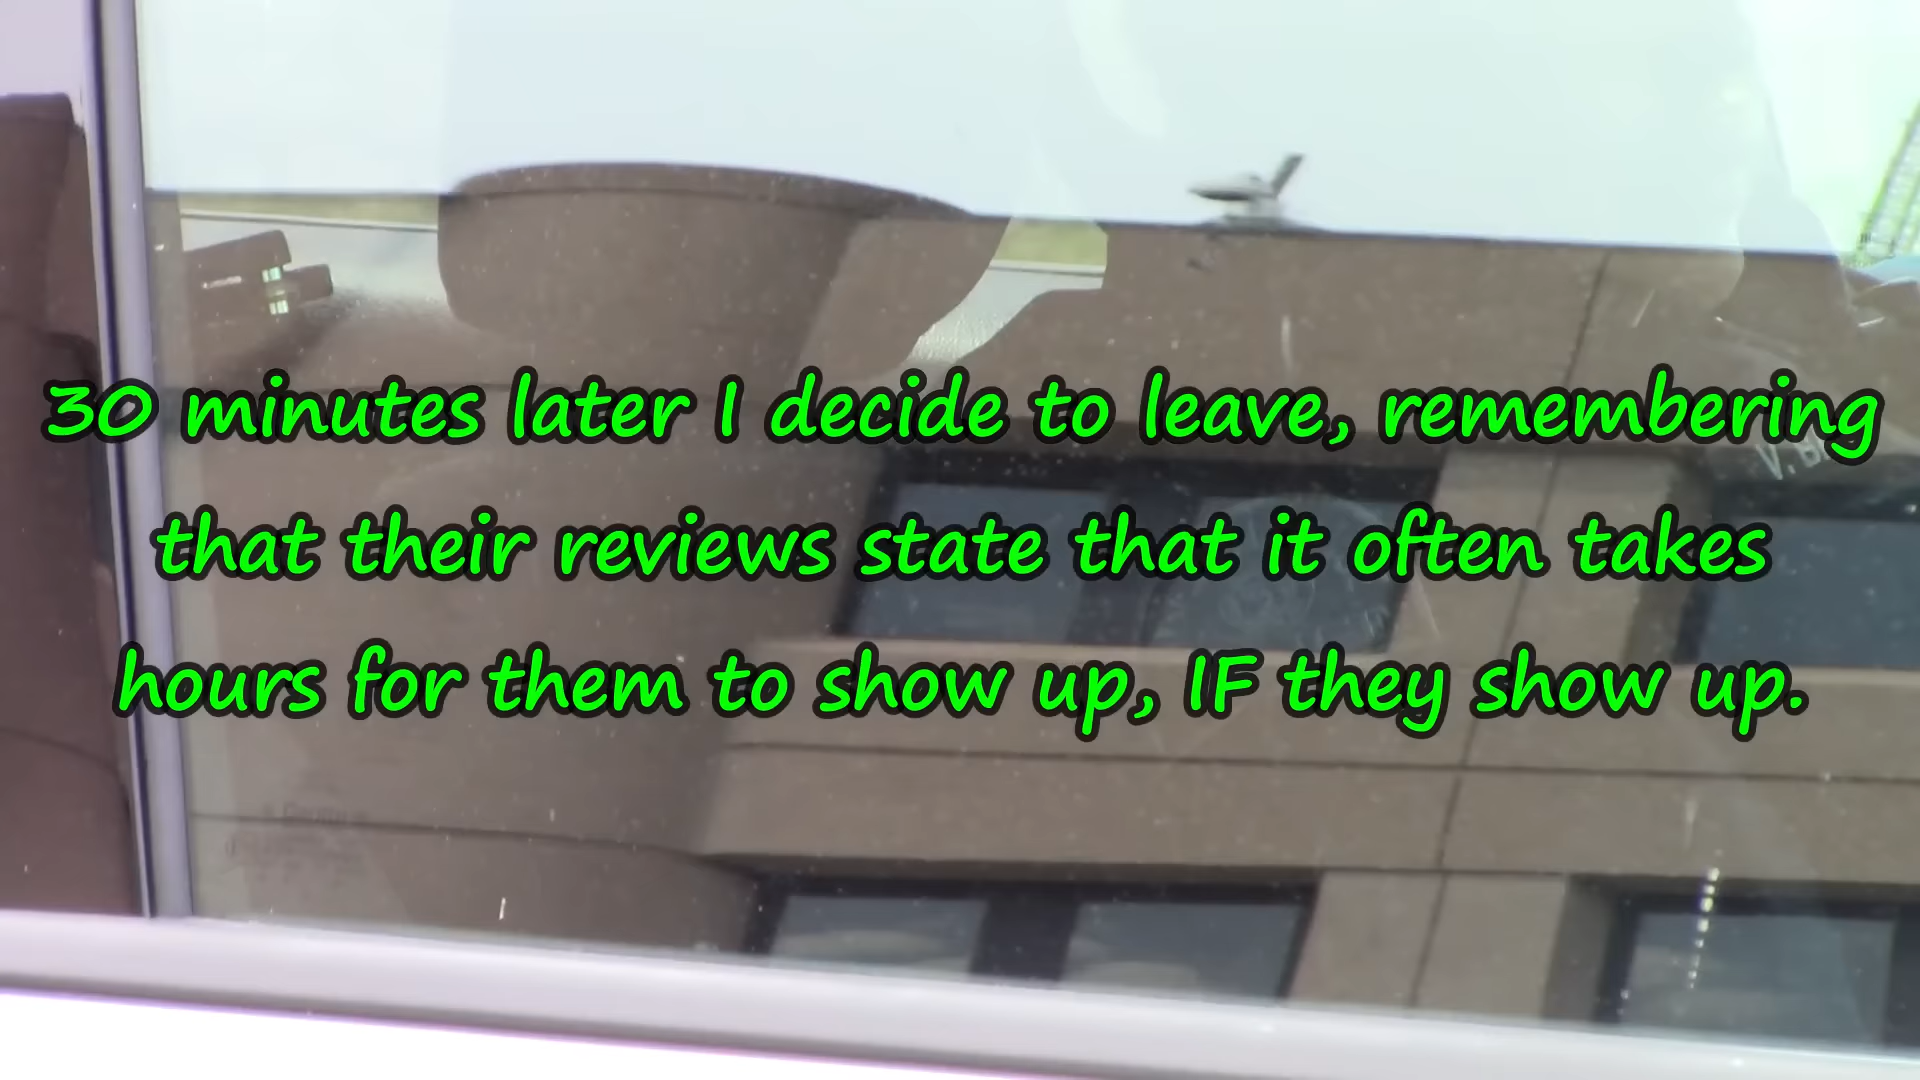 30 minutes later I decide to leave, remembering
that their reviews state that it often takes
hours for them to show up, IF they show up.